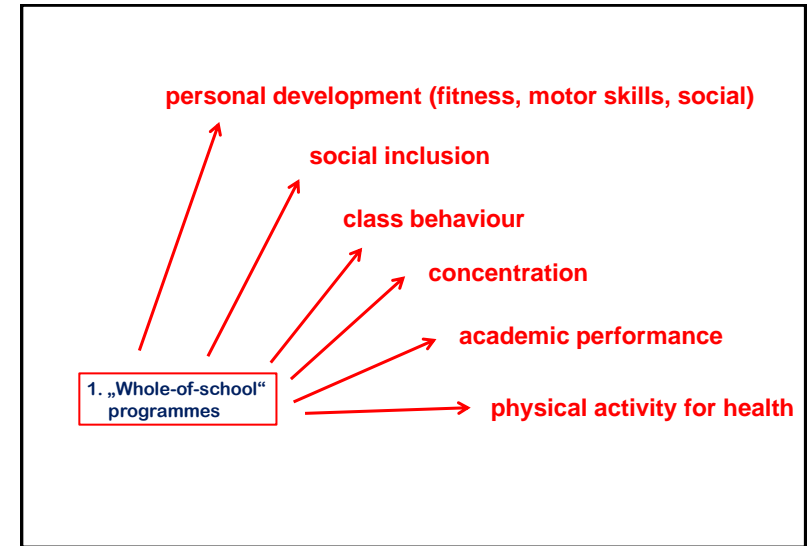 personal development (fitness, motor skills, social)
social inclusion
class behaviour
concentration
academic performance
1. „Whole-of-school“
programmes
physical activity for health